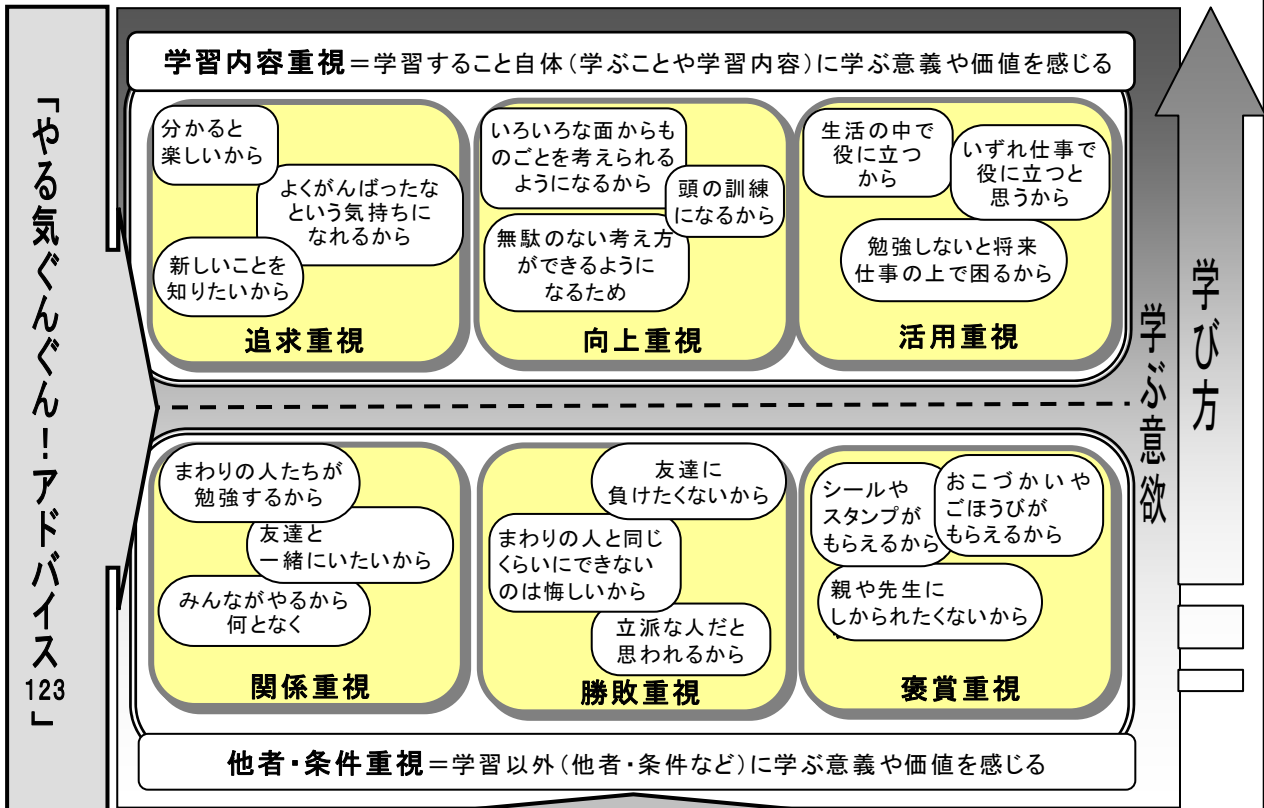 「やる気ぐんぐん!アドバイス123」
学習内容重視=学習すること自体(学ぶことや学習内容)に学ぶ意義や価値を感じる
分かると
楽しいから
よくがんばったな
という気持ちに
なれるから
新しいことを
知りたいから
追求重視
いろいろな面からも
のごとを考えられる
ようになるから
頭の訓練
になるから
無駄のない考え方
ができるように
なるため
向上重視
生活の中で
役に立つ
から
いずれ仕事で
役に立つと
思うから
勉強しないと将来
仕事の上で困るから
活用重視
まわりの人たちが
勉強するから
友達と
一緒にいたいから
みんながやるから
何となく
関係重視
友達に
負けたくないから
まわりの人と同じ
くらいにできない
のは悔しいから
立派な人だと
思われるから
勝敗重視
シールや
スタンプが
もらえるから
おこづかいや
ごほうびが
もらえるから
親や先生に
しかられたくないから
褒賞重視
他者・条件重視=学習以外(他者・条件など)に学ぶ意義や価値を感じる
学ぶ意欲
学び方